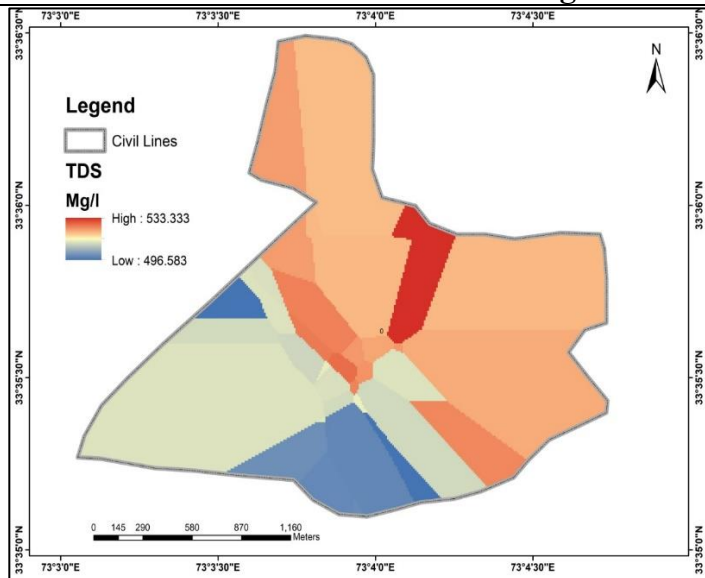 73°3'0"E 73°3'30"E 73°4'0"E 73°4'30"E
33°36'30"N 33°36'30"N
N
Legend
Civil Lines
TDS
Mg/l
High : 533.333
Low : 496.583
33°36'0"N 33°36'0"N
0
33°35'30"N 33°35'30"N
0 145 290 580 870 1,160
Meters
33°35'0"N 33°35'0"N
73°3'0"E 73°3'30"E 73°4'0"E 73°4'30"E